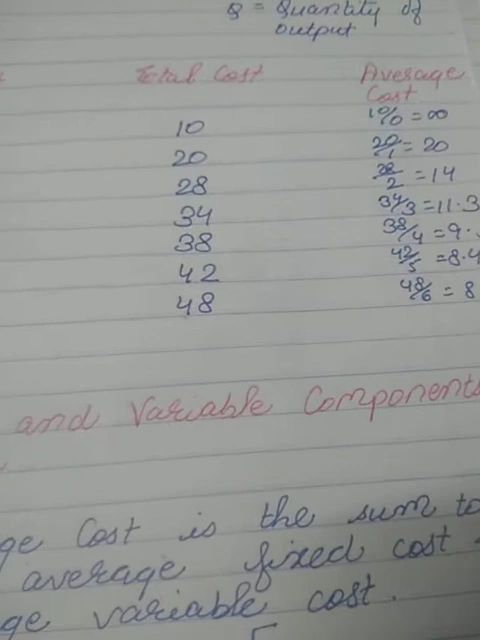 Q = Quantity of
output
Total Cost Average
Cost
10 10/0 = ∞
20 20/1 = 20
28 28/2 = 14
34 34/3 = 11.3
38 38/4 = 9.
42 42/5 = 8.4
48 48/6 = 8
and Variable Components
ge Cost is the sum to
average fixed cost
ge variable cost.